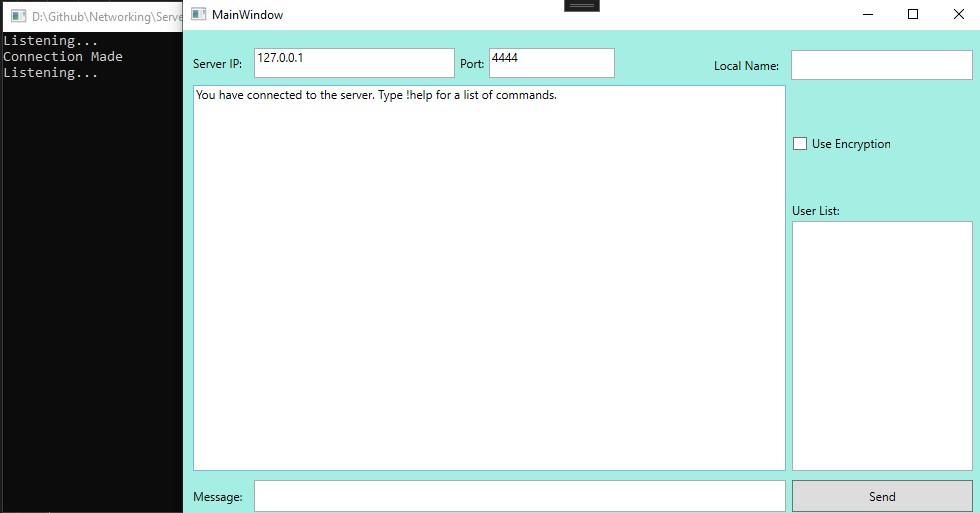 D:\Github\Networking\Serve
Listening...
Connection Made
Listening...
MainWindow
Server IP: 127.0.0.1 Port: 4444 Local Name:
You have connected to the server. Type !help for a list of commands.
Use Encryption
User List:
Message: Send